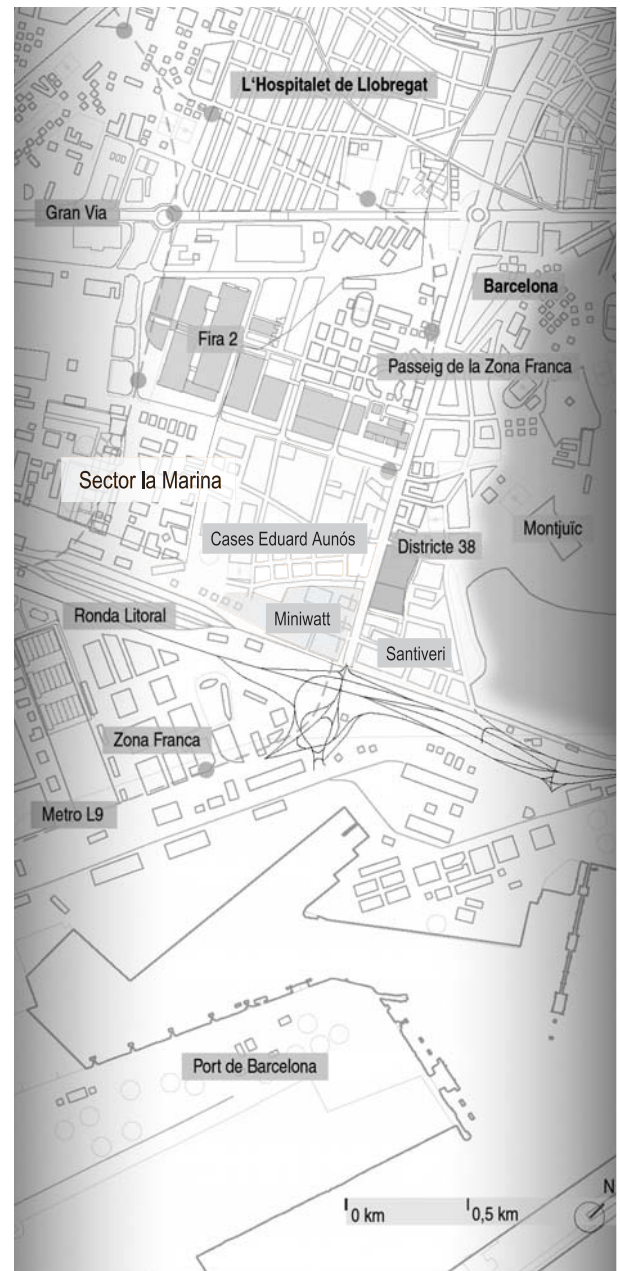 L'Hospitalet de Llobregat
Gran Via
Barcelona
Fira 2
Passeig de la Zona Franca
Sector la Marina
Montjuïc
Cases Eduard Aunós
Districte 38
Ronda Litoral
Miniwatt
Santiveri
Zona Franca
Metro L9
Port de Barcelona
N
0 km
0,5 km